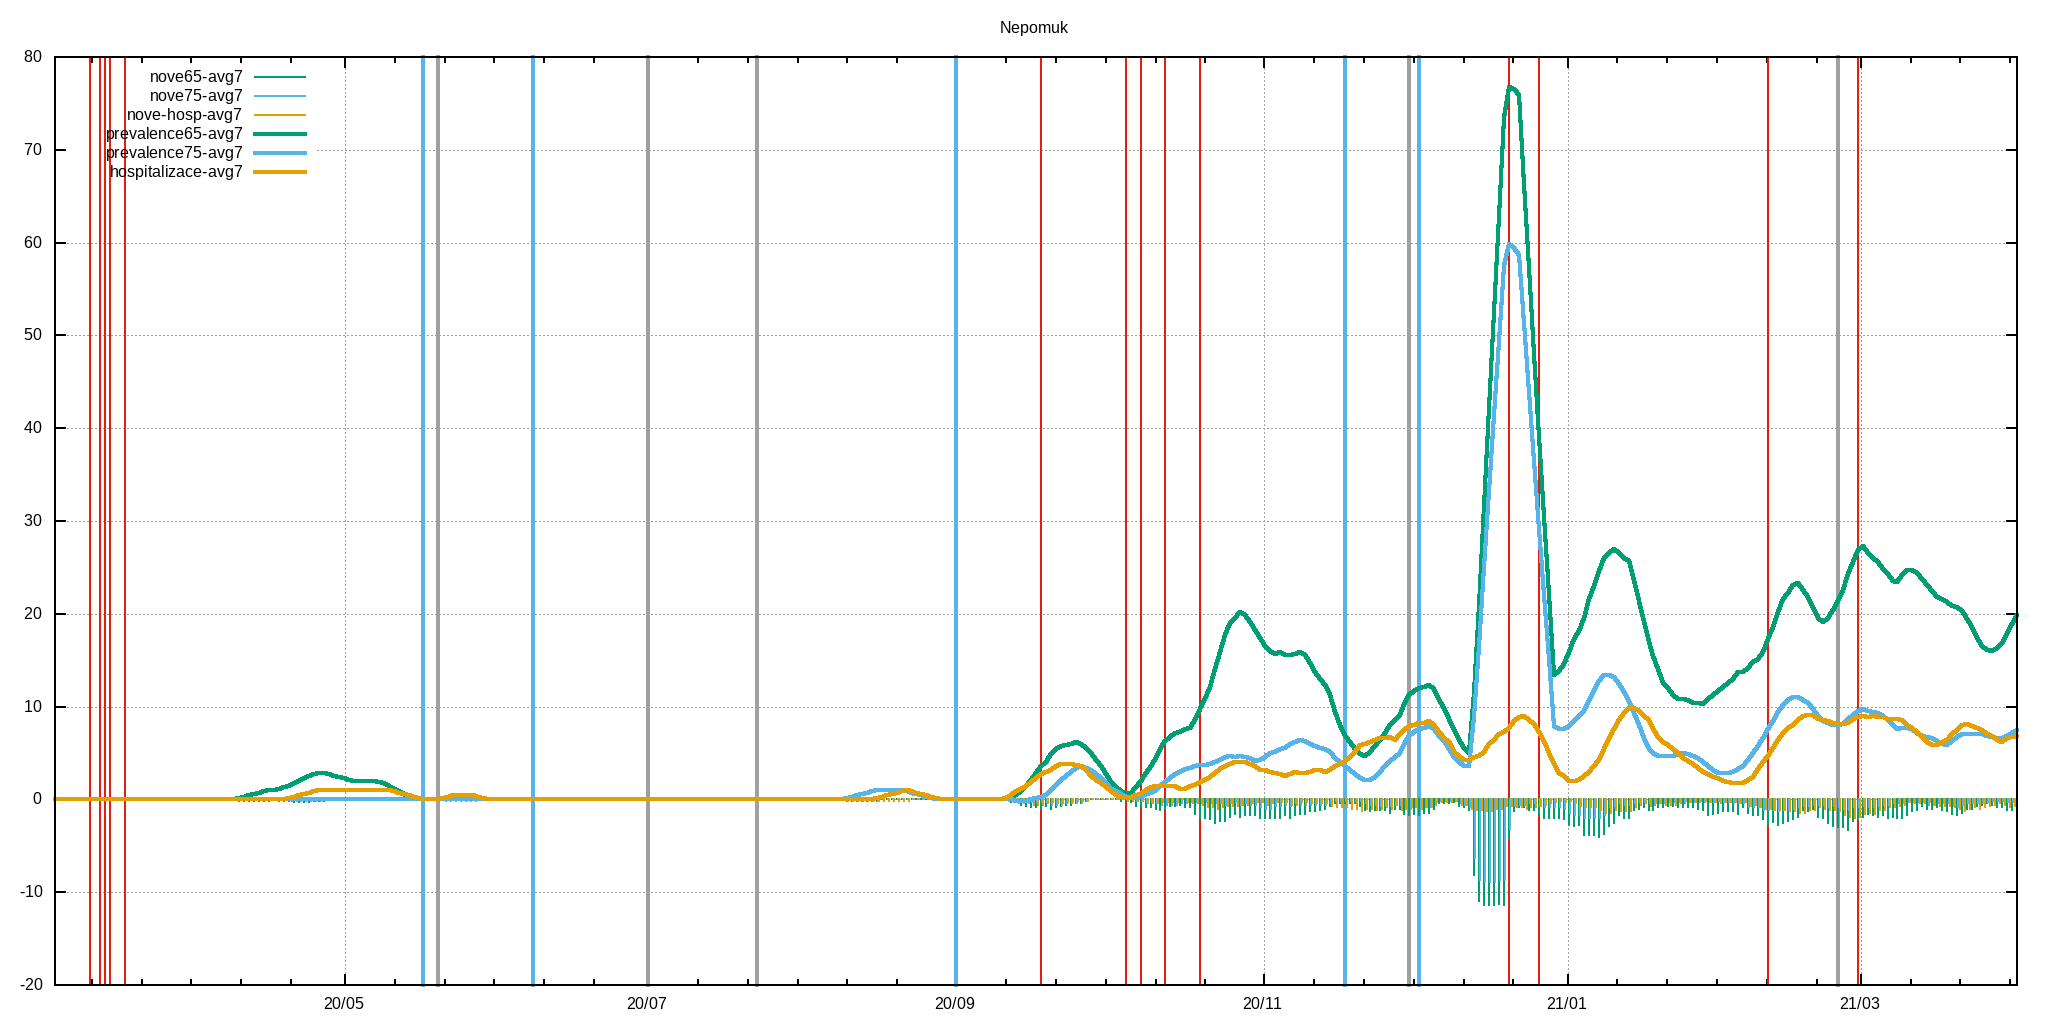 Nepomuk
80
70
60
50
40
30
20
10
0
-10
-20
nove65-avg7
nove75-avg7
nove-hosp-avg7
prevalence65-avg7
prevalence75-avg7
hospitalizace-avg7
20/05 20/07 20/09 20/11 21/01 21/03